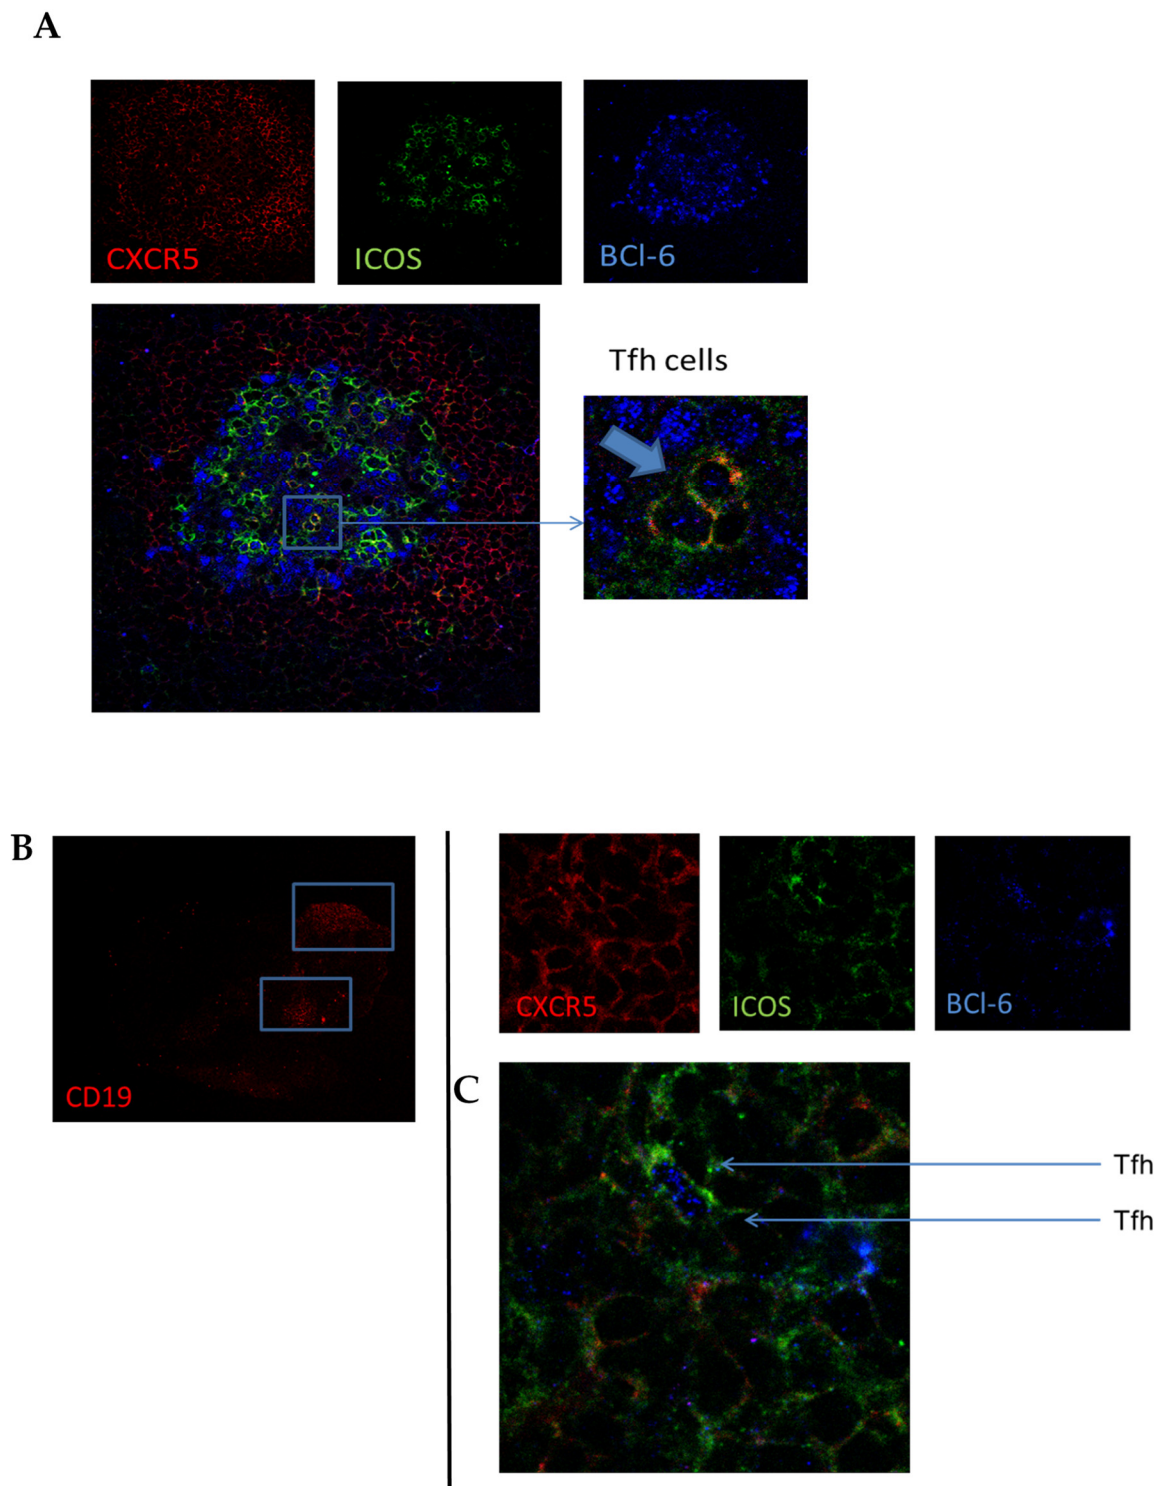 A
CXCR5
ICOS
BCl-6
Tfh cells
B
CD19
CXCR5
ICOS
BCl-6
C
Tfh
Tfh